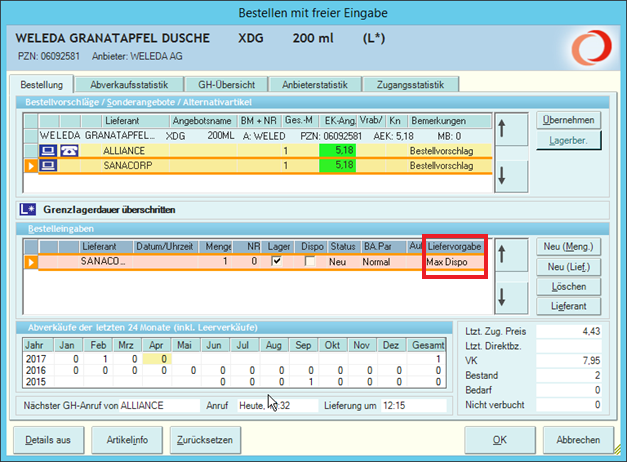 Bestellen mit freier Eingabe
WELEDA GRANATAPFEL DUSCHE XDG 200 ml (L*)
PZN: 06092581 Anbieter: WELEDA AG
Bestellung Abverkaufsstatistik GH-Übersicht Anbieterstatistik Zugangsstatistik
Bestellvorschläge / Sonderangebote / Alternativartikel
Lieferant Angebotsname BM + NR Ges.-M EK-Ang. Vrab/ Kn Bemerkungen
WELEDA GRANATAPFEL... XDG 200ML A: WELED PZN: 06092581 AEK: 5,18 MB: 0
ALLIANCE 1 5,18 Bestellvorschlag
SANACORP 1 5,18 Bestellvorschlag
Übernehmen
Lagerber.
Grenzlagerdauer überschritten
Bestelleingaben
Lieferant Datum/Uhrzeit Menge NR Lager Dispo Status BA.Par Liefervorgabe
SANACO... 1 0 Neu Normal Max Dispo
Neu (Meng.)
Neu (Lief.)
Löschen
Lieferant
Abverkäufe der letzten 24 Monate (inkl. Leerverkäufe)
Jahr Jan Feb Mrz Apr Mai Jun Jul Aug Sep Okt Nov Dez Gesamt
2017 0 1 0 0 1
2016 0 0 0 0 0 0 0 0 0 0 0 0 0
2015 0 0 0 1 0 0 0 1
Ltzt. Zug. Preis 4,43
Ltzt. Direktbz.
VK 7,95
Bestand 2
Bedarf 0
Nicht verbucht 0
Nächster GH-Anruf von ALLIANCE Anruf Heute, :32 Lieferung um 12:15
Details aus Artikelinfo Zurücksetzen OK Abbrechen